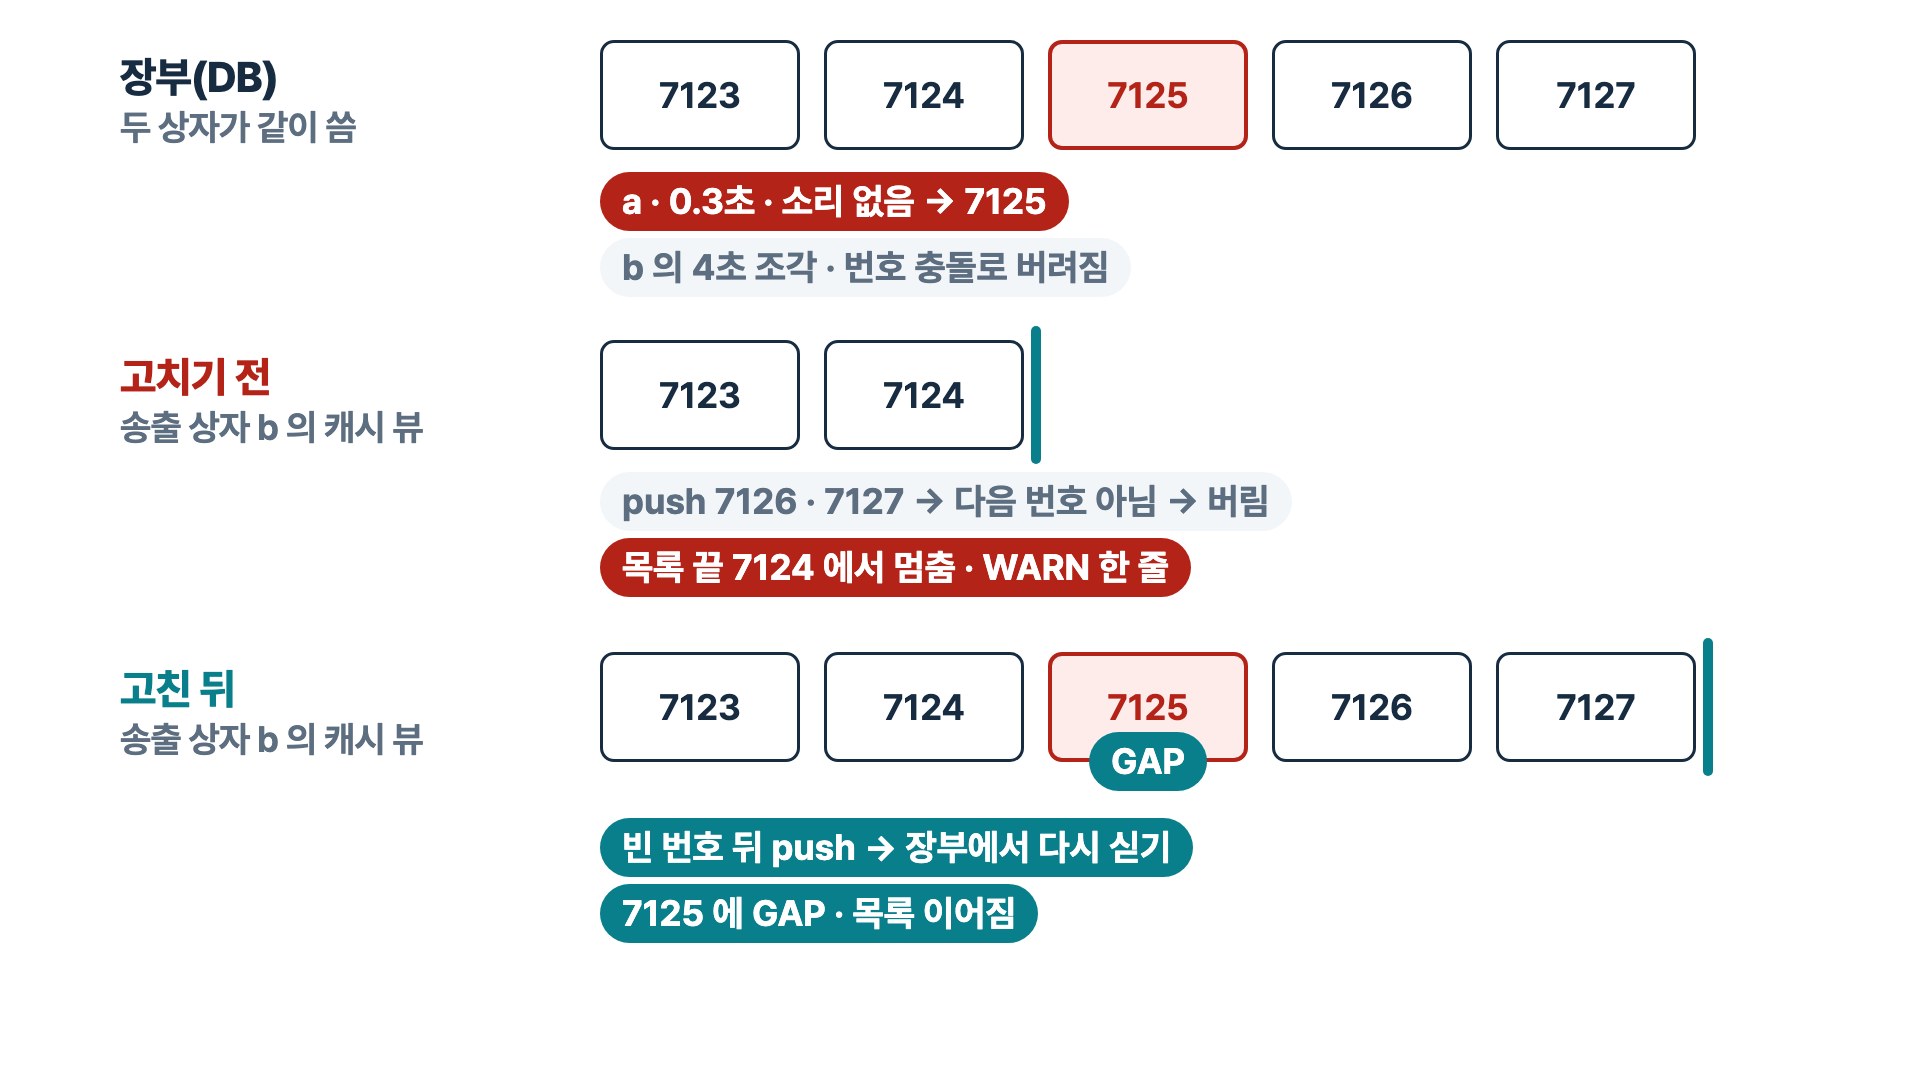 장부(DB)
두 상자가 같이 씀
7123 7124 7125 7126 7127
a · 0.3초 · 소리 없음 → 7125
b 의 4초 조각 · 번호 충돌로 버려짐
고치기 전
송출 상자 b 의 캐시 뷰
7123 7124
push 7126 · 7127 → 다음 번호 아님 → 버림
목록 끝 7124 에서 멈춤 · WARN 한 줄
고친 뒤
송출 상자 b 의 캐시 뷰
7123 7124 7125 7126 7127
GAP
빈 번호 뒤 push → 장부에서 다시 싣기
7125 에 GAP · 목록 이어짐